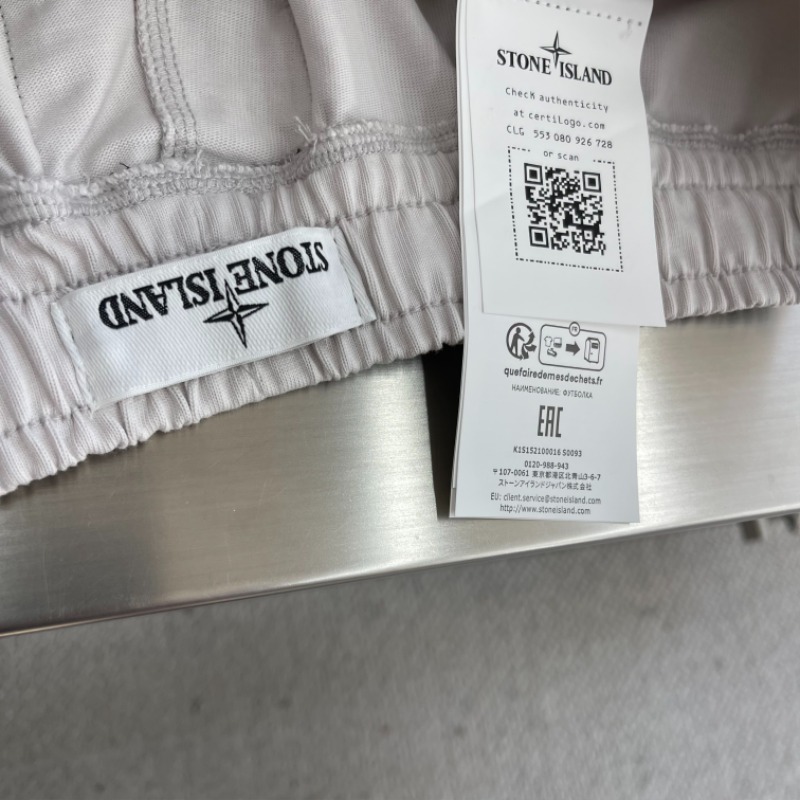 STONE ISLAND
STONE ISLAND
Check authenticity
at certilogo.com
CLG 553 080 926 728
or scan
FR
quefairedemesdechets.fr
НАИМЕНОВАНИЕ: ФУТБОЛКА
EAC
K1S152100016 S0093
0120-988-943
〒107-0061 東京都港区北青山3-6-7
ストーンアイランドジャパン株式会社
EU: client.service@stoneisland.com
http://www.stoneisland.com